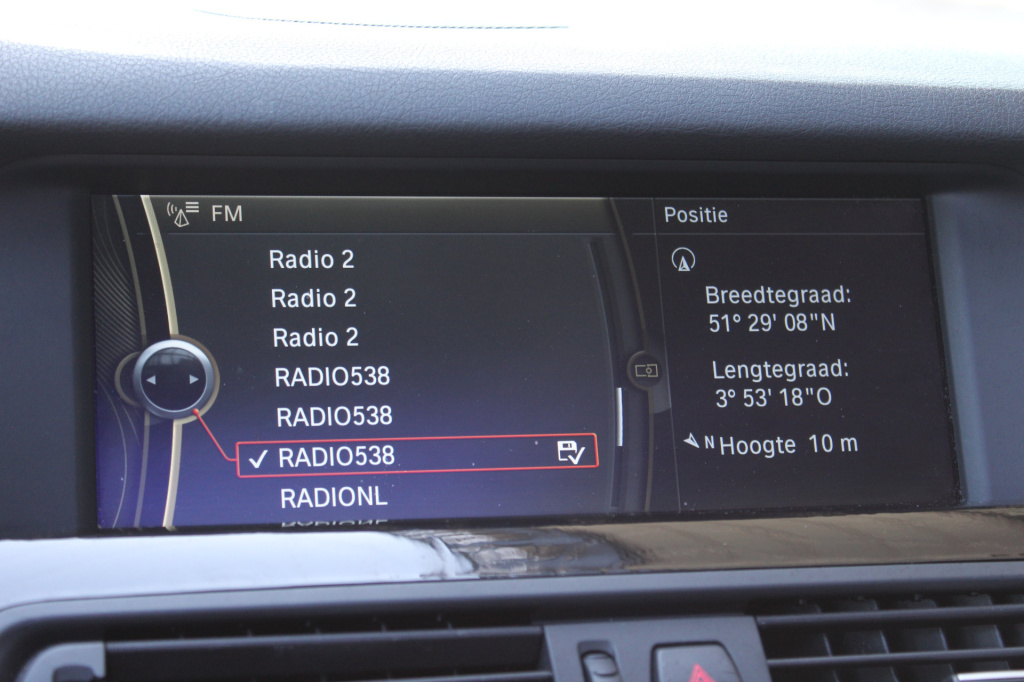 FM
Radio 2
Radio 2
Radio 2
RADIO538
RADIO538
RADIO538
RADIONL
Positie
Breedtegraad:
51° 29' 08"N
Lengtegraad:
3° 53' 18"O
N Hoogte 10 m